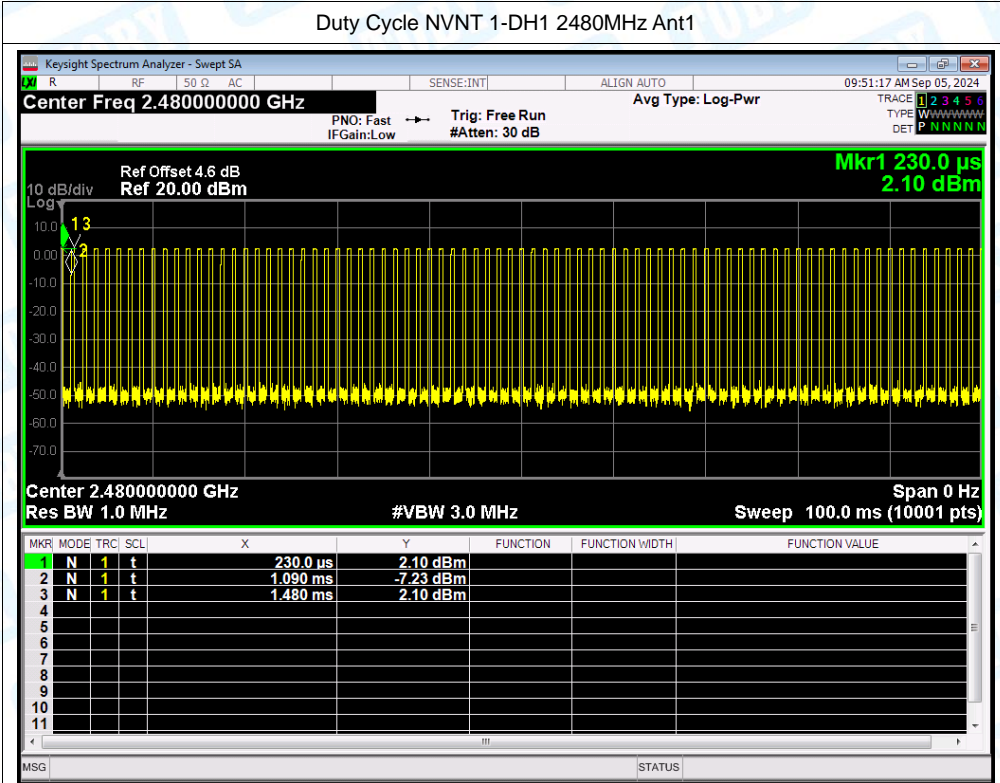 Duty Cycle NVNT 1-DH1 2480MHz Ant1
Keysight Spectrum Analyzer - Swept SA
LXI R RF 50 Ω AC SENSE:INT ALIGN AUTO 09:51:17 AM Sep 05, 2024
Center Freq 2.480000000 GHz
PNO: Fast
IFGain:Low
Trig: Free Run
#Atten: 30 dB
Avg Type: Log-Pwr
TRACE 1 2 3 4 5 6
TYPE WWWWWWW
DET P N N N N N
Mkr1 230.0 µs
2.10 dBm
Ref Offset 4.6 dB
10 dB/div Ref 20.00 dBm
Log
1 3
10.0
2
0.00
-10.0
-20.0
-30.0
-40.0
-50.0
-60.0
-70.0
Center 2.480000000 GHz Span 0 Hz
Res BW 1.0 MHz #VBW 3.0 MHz Sweep 100.0 ms (10001 pts)
MKR MODE TRC SCL X Y FUNCTION FUNCTION WIDTH FUNCTION VALUE
1 N 1 t 230.0 µs 2.10 dBm
2 N 1 t 1.090 ms -7.23 dBm
3 N 1 t 1.480 ms 2.10 dBm
4
5
6
7
8
9
10
11
MSG STATUS